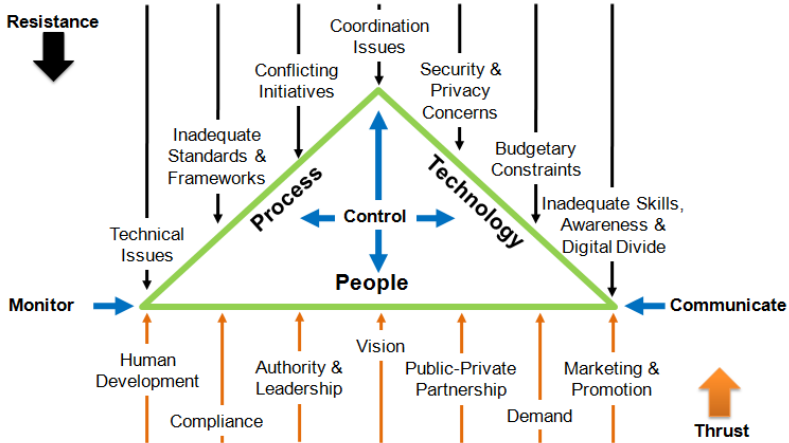 Resistance
Coordination
Issues
Conflicting
Initiatives
Security &
Privacy
Concerns
Inadequate
Standards &
Frameworks
Budgetary
Constraints
Process
Technology
Control
Inadequate Skills,
Awareness &
Digital Divide
Technical
Issues
People
Monitor
Communicate
Human
Development
Compliance
Authority &
Leadership
Vision
Public-Private
Partnership
Demand
Marketing &
Promotion
Thrust